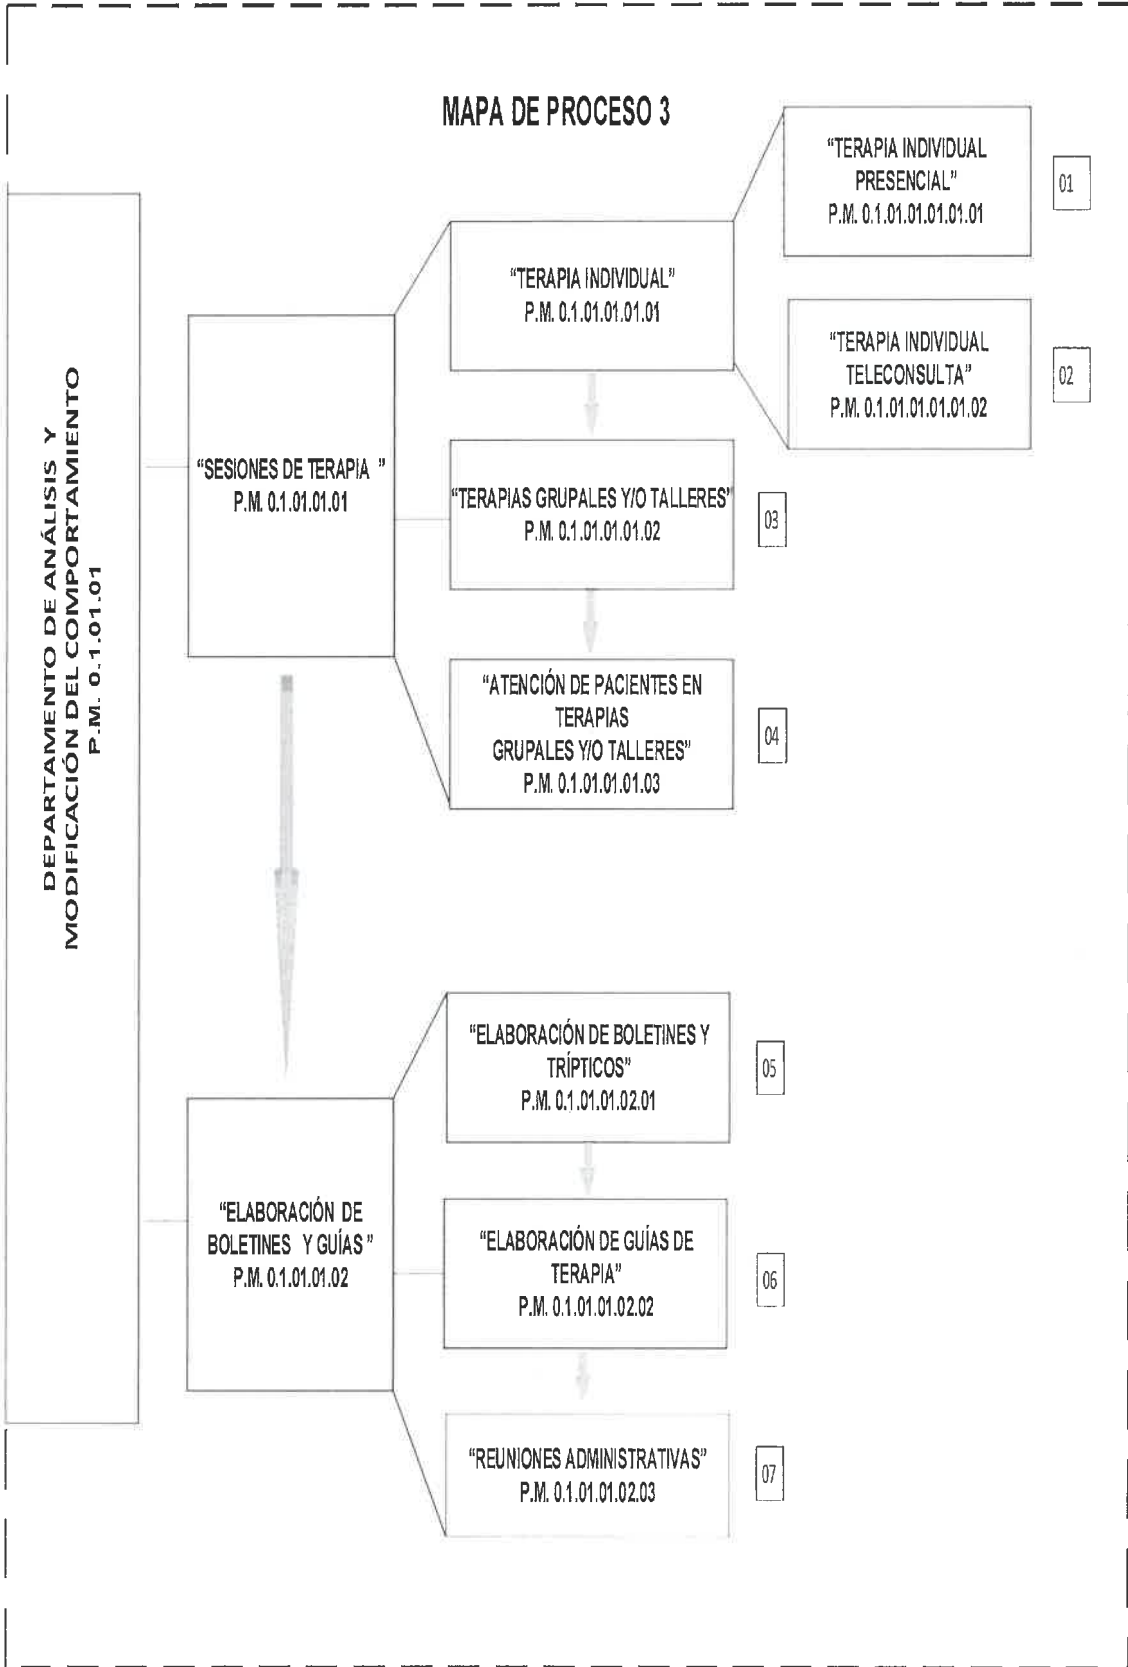 MAPA DE PROCESO 3
DEPARTAMENTO DE ANÁLISIS Y
MODIFICACIÓN DEL COMPORTAMIENTO
P.M. 0.1.01.01
“SESIONES DE TERPIA ”
P.M. 0.1.01.01.01
“TERAPIA INDIVIDUAL”
P.M. 0.1.01.01.01.01
“TERAPIA INDIVIDUAL
PRESENCIAL”
P.M. 0.1.01.01.01.01.01
01
“TERAPIA INDIVIDUAL
TELECONSULTA”
P.M. 0.1.01.01.01.01.02
02
“TERAPIAS GRUPALES Y/O TALLERES”
P.M. 0.1.01.01.01.02
03
“ATENCIÓN DE PACIENTES EN
TERAPIAS
GRUPALES Y/O TALLERES”
P.M. 0.1.01.01.01.03
04
“ELABORACIÓN DE
BOLETINES Y GUÍAS ”
P.M. 0.1.01.01.02
“ELABORACIÓN DE BOLETINES Y
TRÍPTICOS”
P.M. 0.1.01.01.02.01
05
“ELABORACIÓN DE GUÍAS DE
TERAPIA”
P.M. 0.1.01.01.02.02
06
“REUNIONES ADMINISTRATIVAS”
P.M. 0.1.01.01.02.03
07